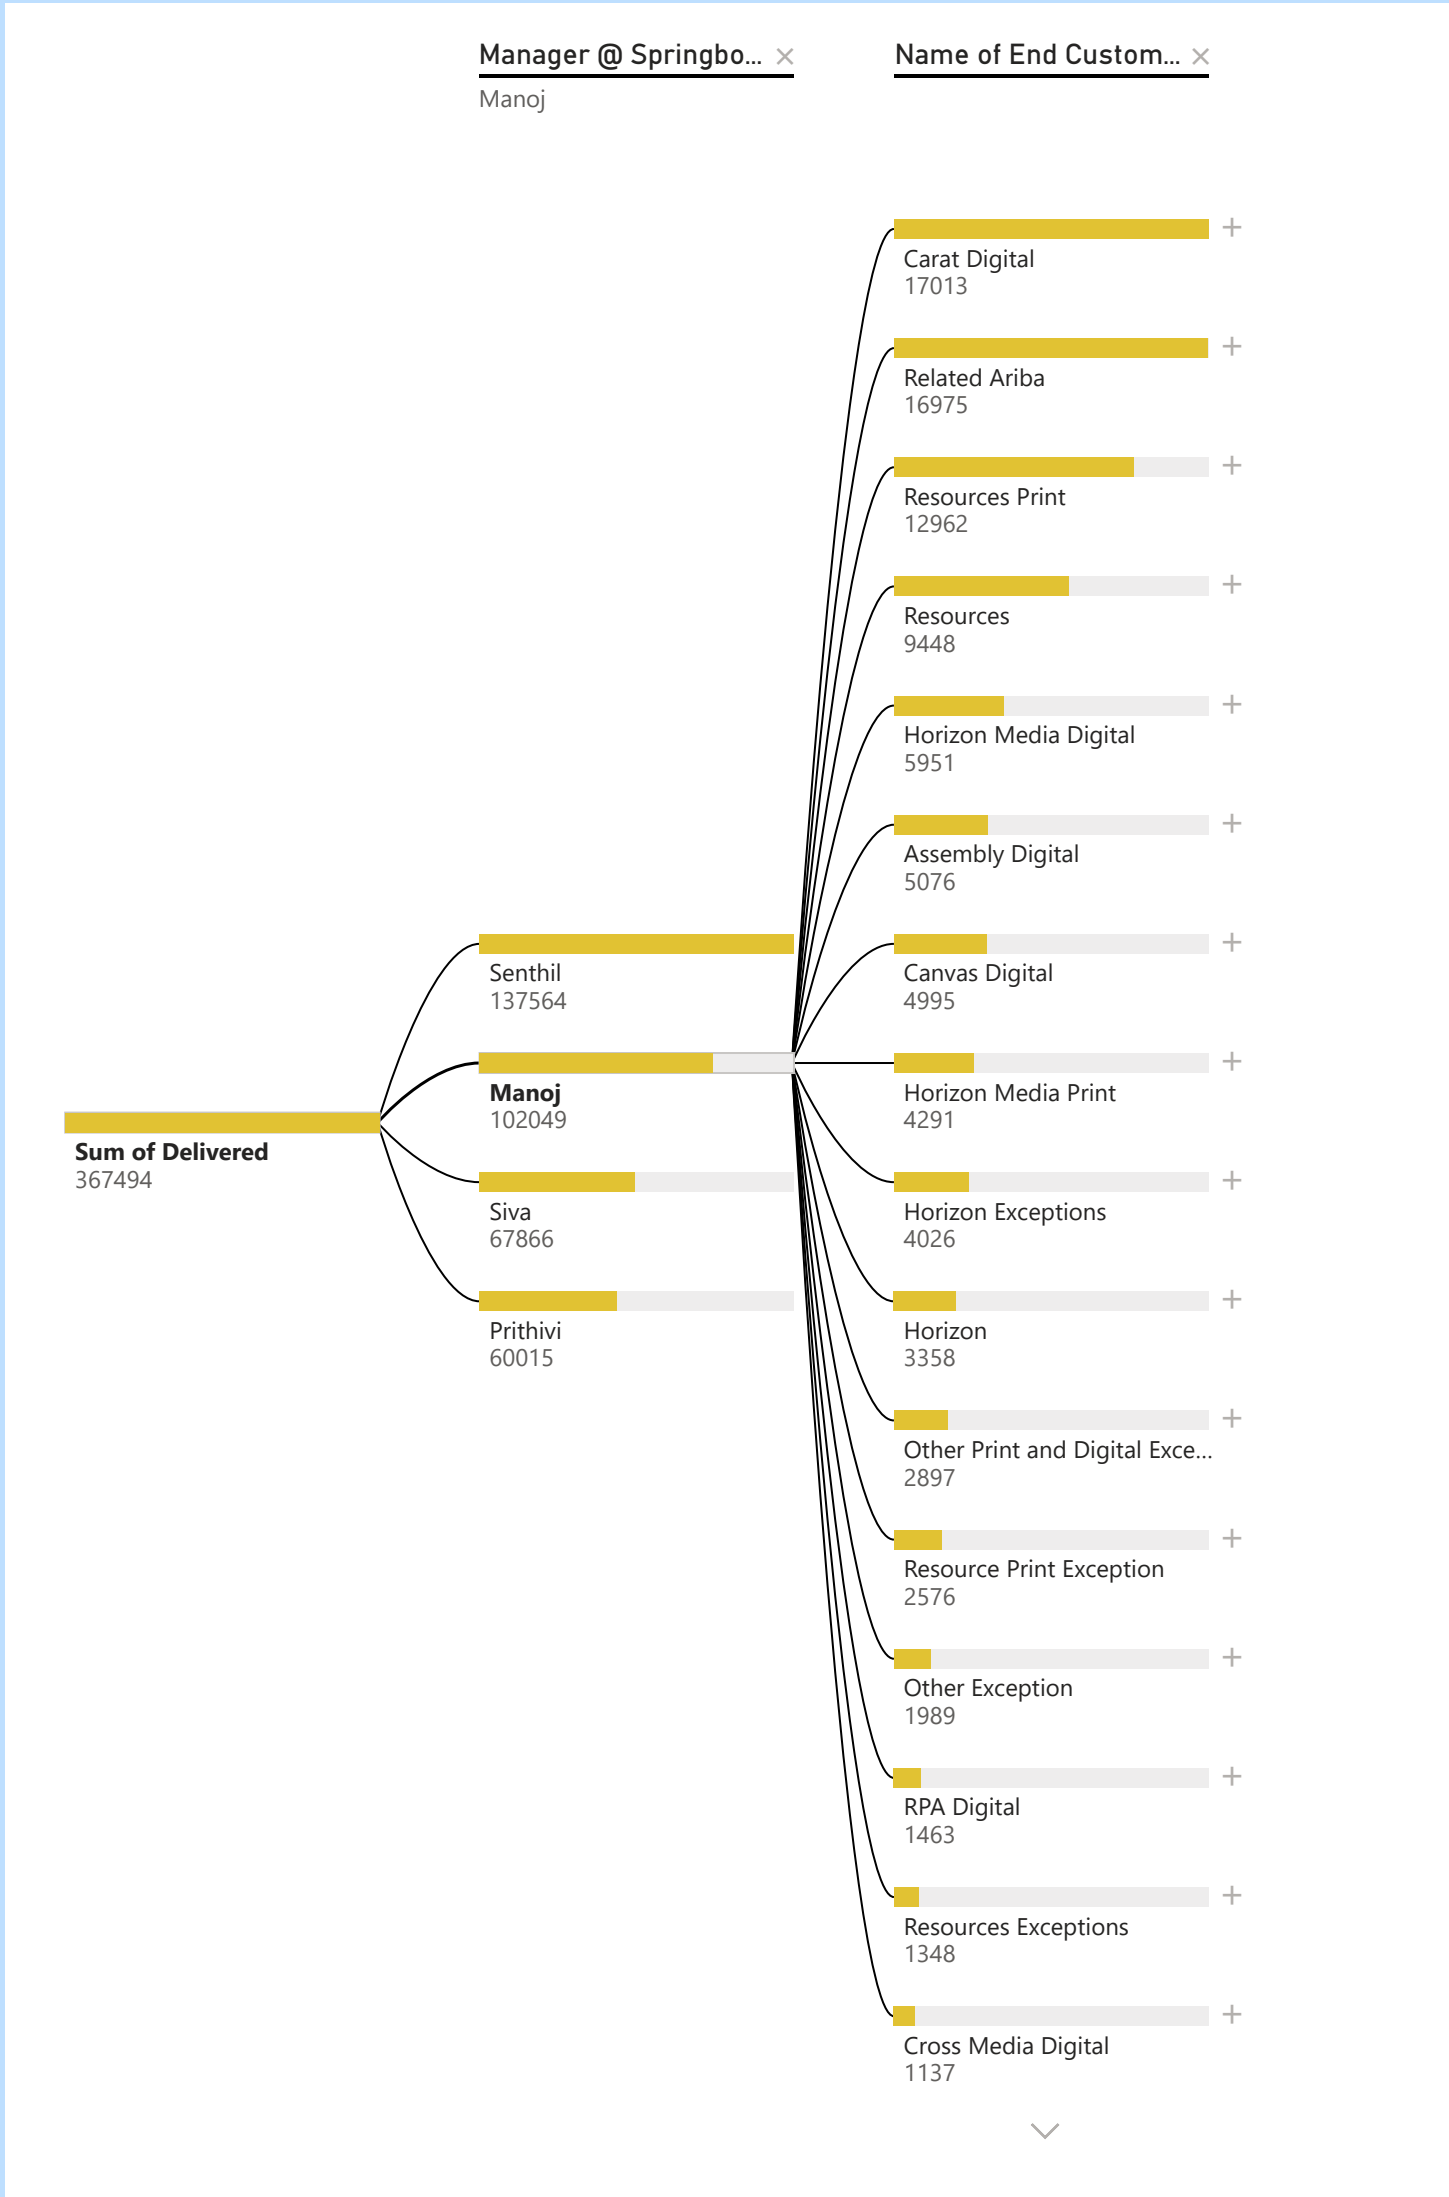 Manager @ Springbo...
Name of End Custom...
Manoj
Sum of Delivered
367494
Senthil
137564
Manoj
102049
Siva
67866
Prithivi
60015
Carat Digital
17013
Related Ariba
16975
Resources Print
12962
Resources
9448
Horizon Media Digital
5951
Assembly Digital
5076
Canvas Digital
4995
Horizon Media Print
4291
Horizon Exceptions
4026
Horizon
3358
Other Print and Digital Exce...
2897
Resource Print Exception
2576
Other Exception
1989
RPA Digital
1463
Resources Exceptions
1348
Cross Media Digital
1137